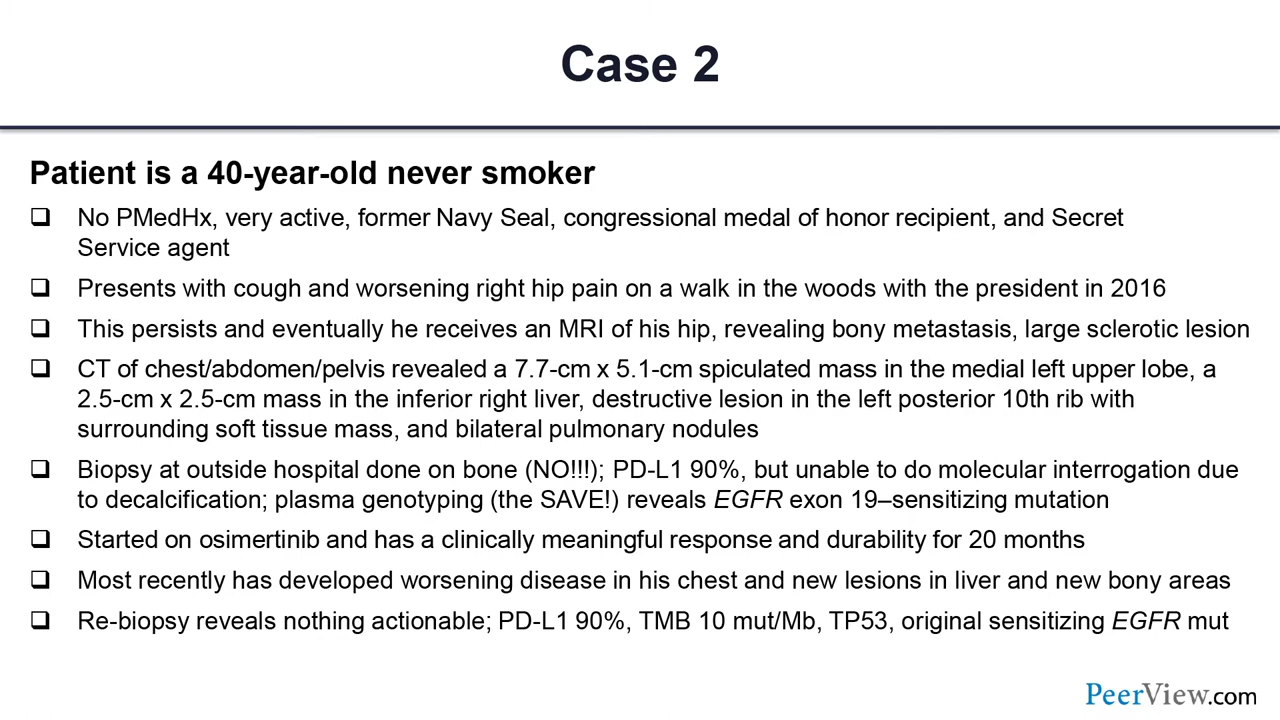 Case 2
Patient is a 40-year-old never smoker
❑ No PMedHx, very active, former Navy Seal, congressional medal of honor recipient, and Secret
Service agent
❑ Presents with cough and worsening right hip pain on a walk in the woods with the president in 2016
❑ This persists and eventually he receives an MRI of his hip, revealing bony metastasis, large sclerotic lesion
❑ CT of chest/abdomen/pelvis revealed a 7.7-cm x 5.1-cm spiculated mass in the medial left upper lobe, a
2.5-cm x 2.5-cm mass in the inferior right liver, destructive lesion in the left posterior 10th rib with
surrounding soft tissue mass, and bilateral pulmonary nodules
❑ Biopsy at outside hospital done on bone (NO!!!); PD-L1 90%, but unable to do molecular interrogation due
to decalcification; plasma genotyping (the SAVE!) reveals EGFR exon 19–sensitizing mutation
❑ Started on osimertinib and has a clinically meaningful response and durability for 20 months
❑ Most recently has developed worsening disease in his chest and new lesions in liver and new bony areas
❑ Re-biopsy reveals nothing actionable; PD-L1 90%, TMB 10 mut/Mb, TP53, original sensitizing EGFR mut
PeerView.com